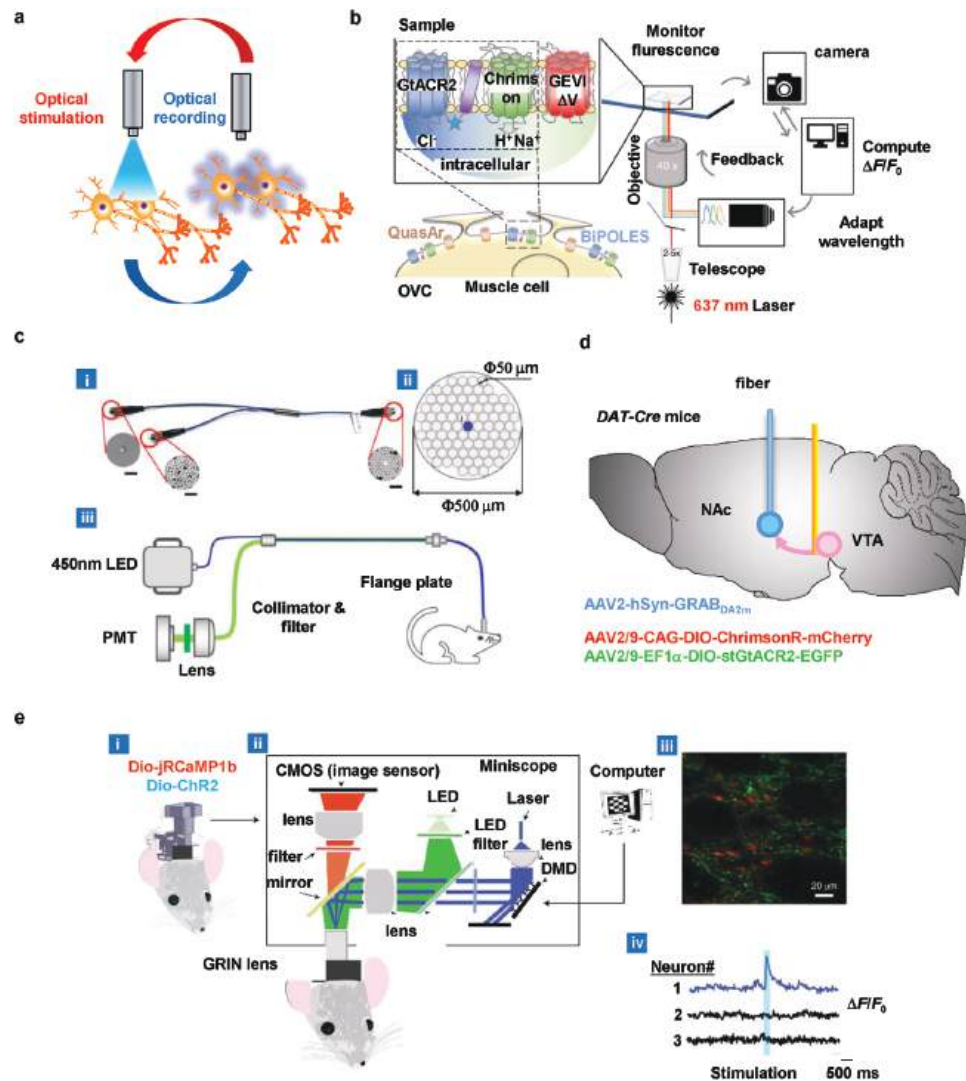 a
Optical
stimulation
Optical
recording
b
Sample
GtACR2
Chrims
on
GEVI
ΔV
Cl⁻
H⁺Na⁺
intracellular
QuasAr
BiPOLES
OVC
Muscle cell
Monitor
flurescence
camera
Objective
40 x
Feedback
Compute
ΔF/F₀
Adapt
wavelength
2-5x
Telescope
637 nm Laser
c
i
ii
Φ50 μm
Φ500 μm
iii
450nm LED
PMT
Lens
Collimator &
filter
Flange plate
d
fiber
DAT-Cre mice
NAc
VTA
AAV2-hSyn-GRAB_DA2m
AAV2/9-CAG-DIO-ChrimsonR-mCherry
AAV2/9-EF1α-DIO-stGtACR2-EGFP
e
i
Dio-jRCaMP1b
Dio-ChR2
ii
CMOS (image sensor)
Miniscope
lens
filter
mirror
LED
LED
filter
Laser
lens
DMD
lens
GRIN lens
Computer
iii
20 μm
iv
Neuron#
1
2
3
ΔF/F₀
Stimulation
500 ms